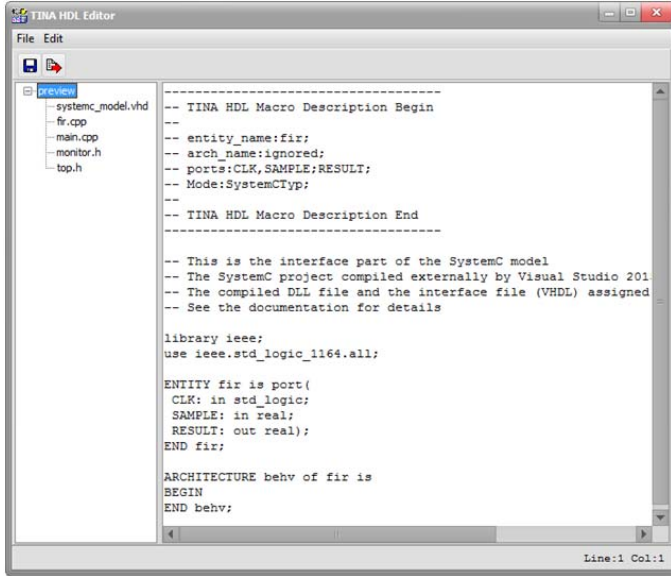 TINA HDL Editor
File Edit
preview
systemc_model.vhd
fir.cpp
main.cpp
monitor.h
top.h
-------------------------------------
-- TINA HDL Macro Description Begin
--
-- entity_name:fir;
-- arch_name:ignored;
-- ports:CLK,SAMPLE;RESULT;
-- Mode:SystemCTyp;
--
-- TINA HDL Macro Description End
-------------------------------------
-- This is the interface part of the SystemC model
-- The SystemC project compiled externally by Visual Studio 201
-- The compiled DLL file and the interface file (VHDL) assigned
-- See the documentation for details
library ieee;
use ieee.std_logic_1164.all;
ENTITY fir is port(
CLK: in std_logic;
SAMPLE: in real;
RESULT: out real);
END fir;
ARCHITECTURE behv of fir is
BEGIN
END behv;
Line:1 Col:1